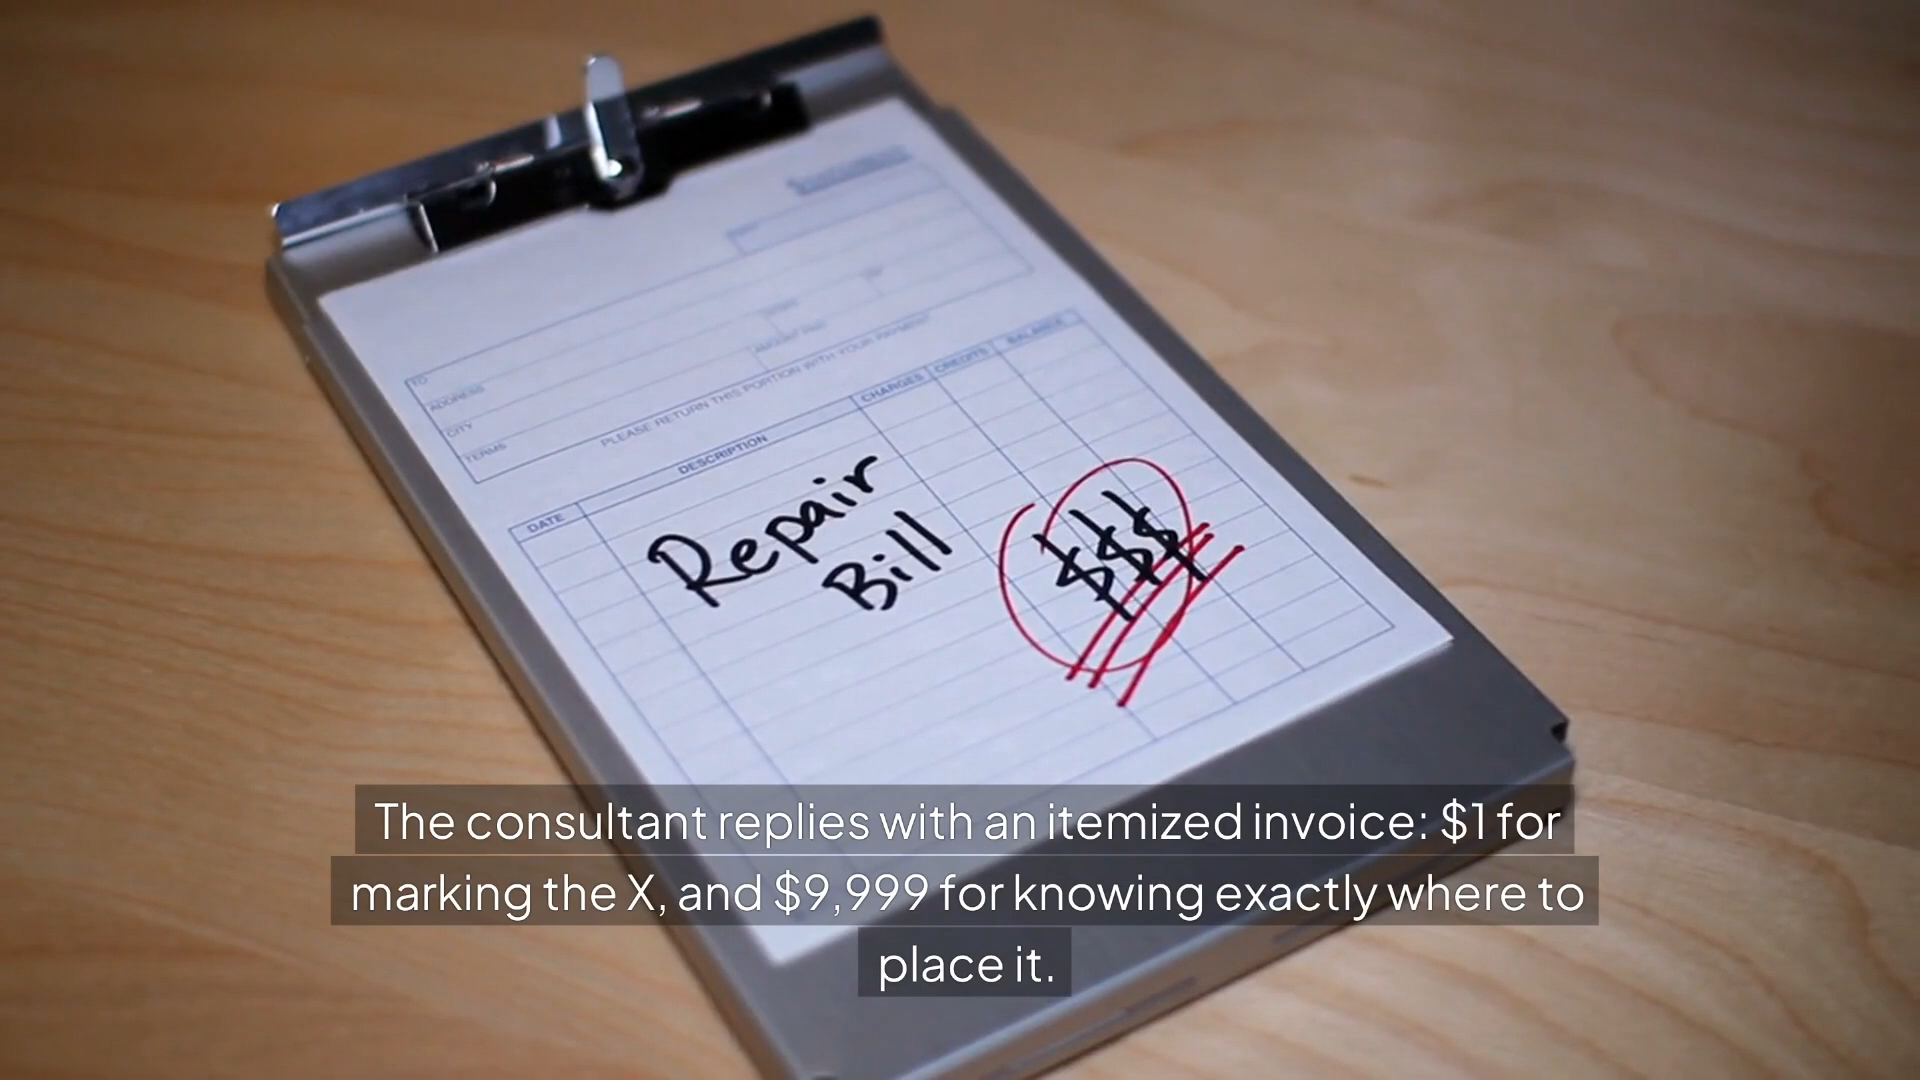 TO
ADDRESS
CITY
TERMS
AMOUNT PAID
PLEASE RETURN THIS PORTION WITH YOUR PAYMENT
DATE
DESCRIPTION
CHARGES
CREDITS
BALANCE
Repair
Bill
$$$
The consultant replies with an itemized invoice: $1 for
marking the X, and $9,999 for knowing exactly where to
place it.